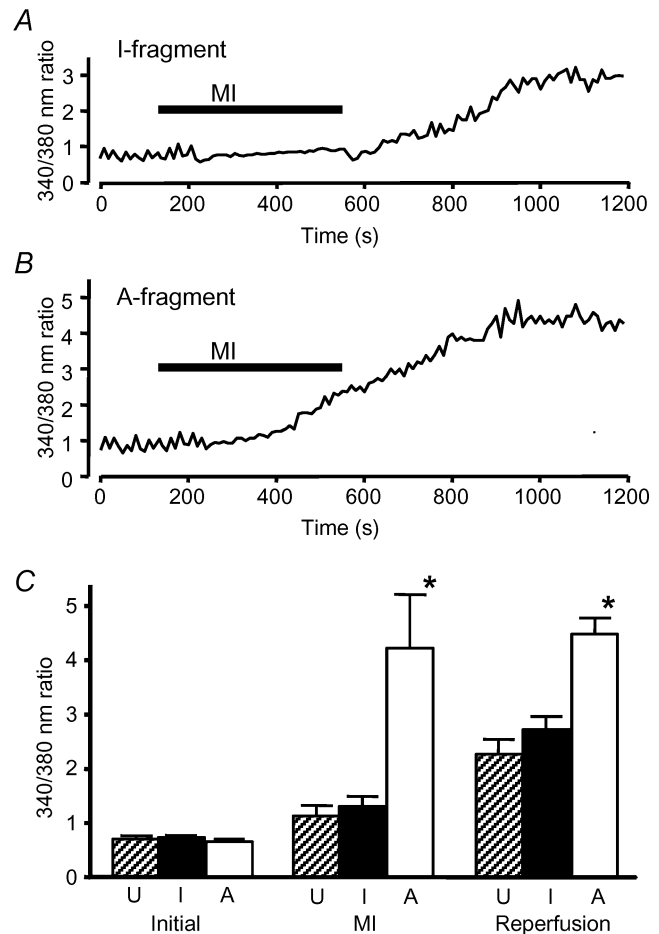 A
I-fragment
340/380 nm ratio
3
2
1
0
MI
0 200 400 600 800 1000 1200
Time (s)
B
A-fragment
340/380 nm ratio
5
4
3
2
1
0
MI
0 200 400 600 800 1000 1200
Time (s)
C
340/380 nm ratio
5
4
3
2
1
0
*
*
U I A U I A U I A
Initial MI Reperfusion